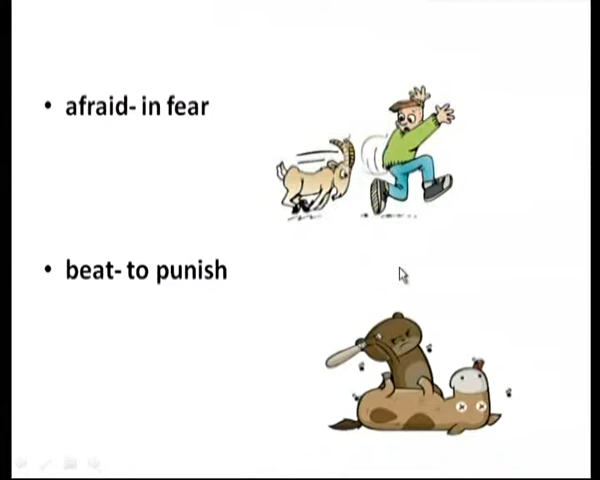 • afraid- in fear
• beat- to punish